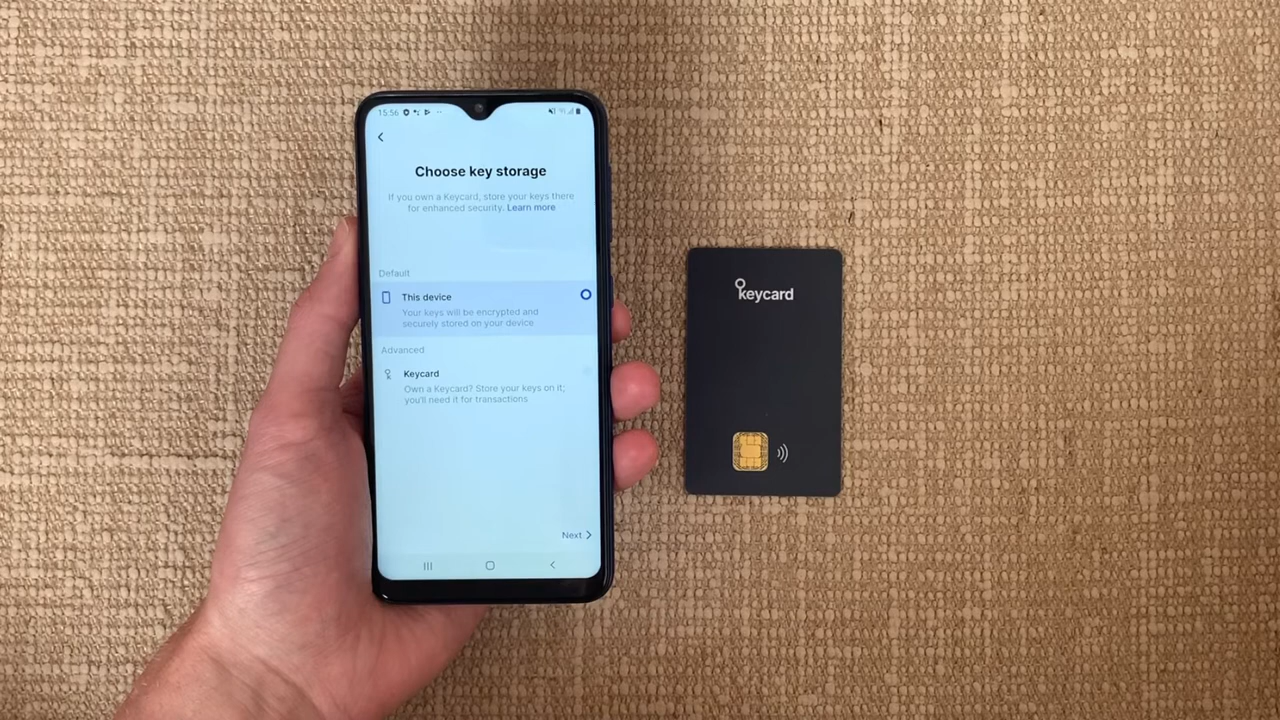 15:56
Choose key storage
If you own a Keycard, store your keys there
for enhanced security. Learn more
Default
This device
Your keys will be encrypted and
securely stored on your device
Advanced
Keycard
Own a Keycard? Store your keys on it;
you'll need it for transactions
Next
keycard